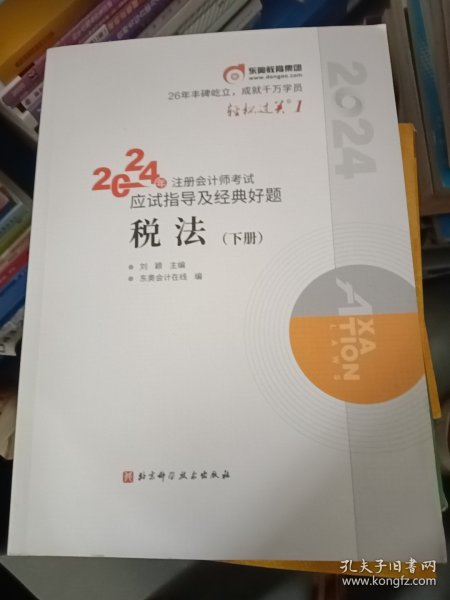 东奥教育集团
www.dongao.com
26年丰碑屹立,成就千万学员
轻松过关®1
2024
2024年 注册会计师考试
应试指导及经典好题
税法(下册)
刘颖 主编
东奥会计在线 编
TAXATION
LAWS
北京科学技术出版社
孔夫子旧书网
www.kongfz.com